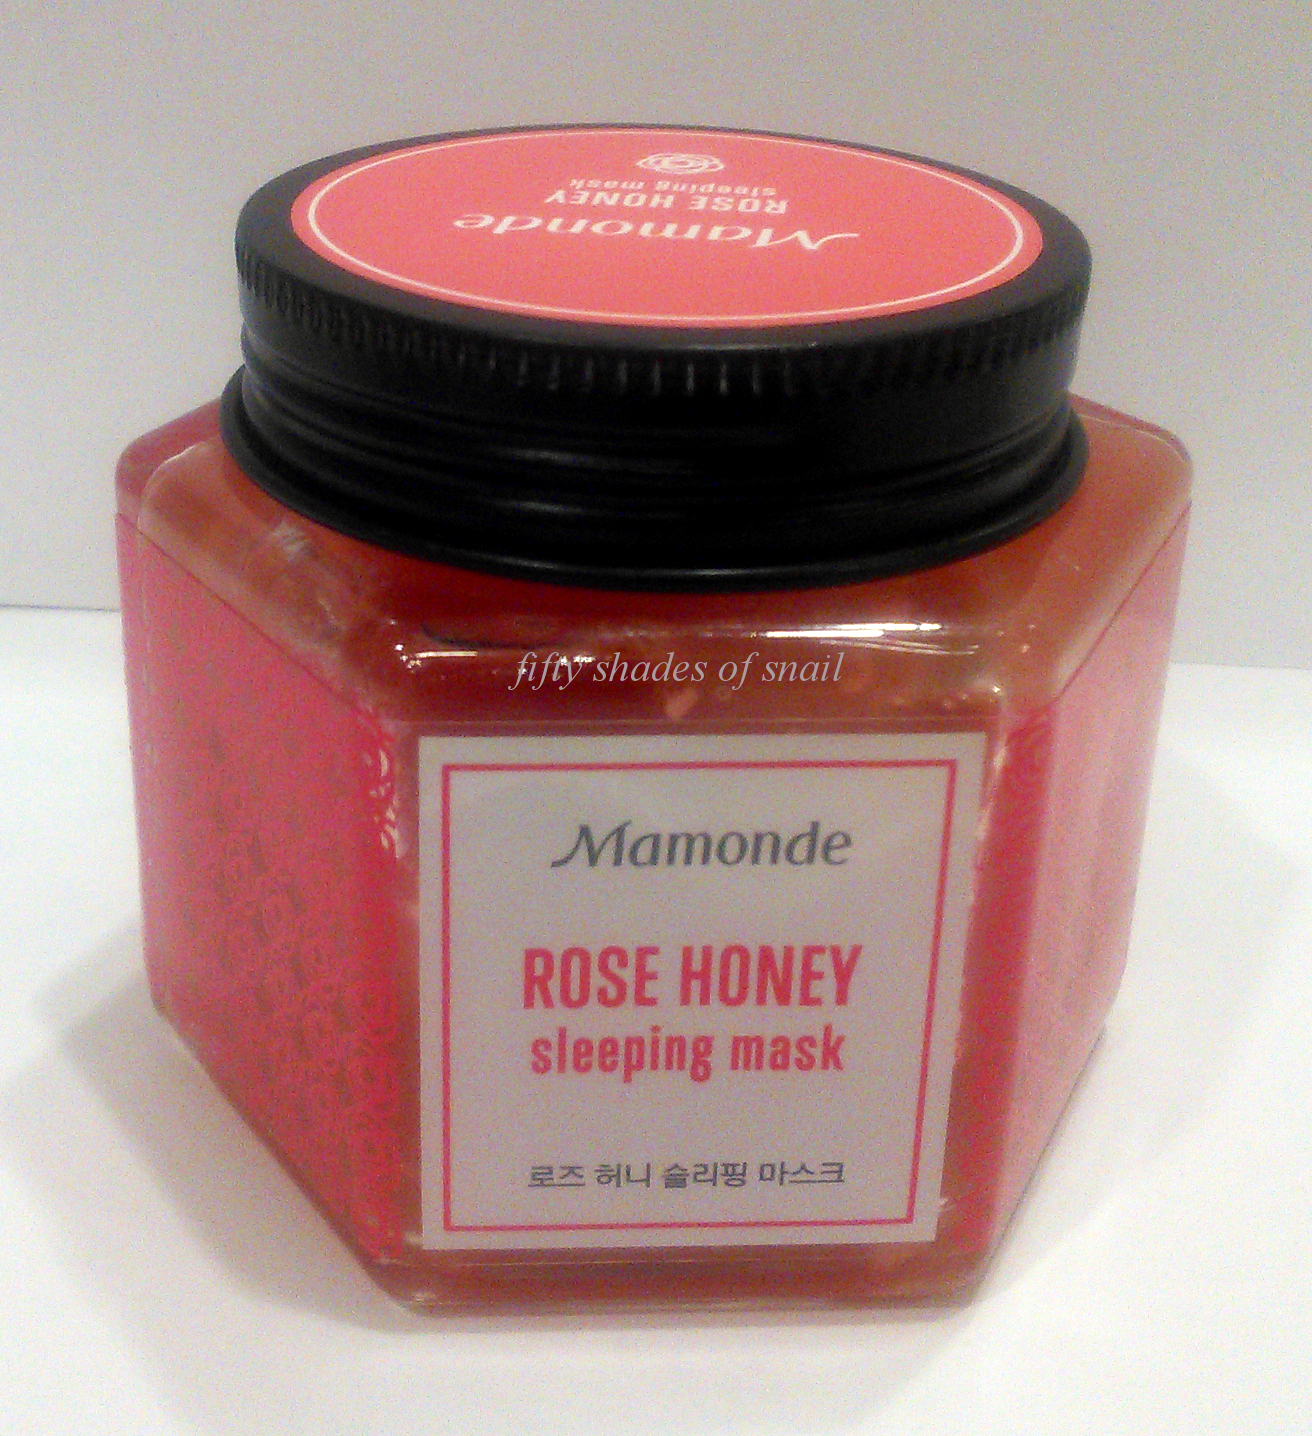 Mamonde
ROSE HONEY
sleeping mask
fifty shades of snail
Mamonde
ROSE HONEY
sleeping mask
로즈 허니 슬리핑 마스크